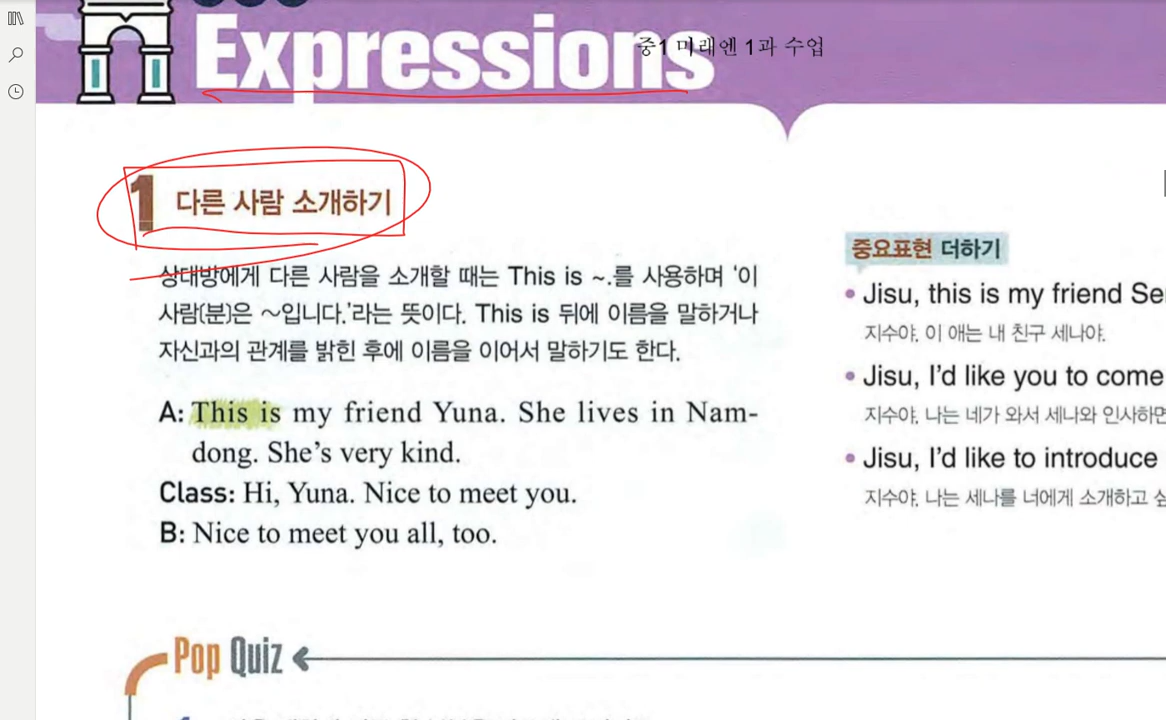 Expressions
중1 미래엔 1과 수업
1 다른 사람 소개하기
상대방에게 다른 사람을 소개할 때는 This is ~.를 사용하며 '이
사람(분)은 ~입니다.'라는 뜻이다. This is 뒤에 이름을 말하거나
자신과의 관계를 밝힌 후에 이름을 이어서 말하기도 한다.
A: This is my friend Yuna. She lives in Nam-
dong. She's very kind.
Class: Hi, Yuna. Nice to meet you.
B: Nice to meet you all, too.
중요표현 더하기
• Jisu, this is my friend
지수야, 이 애는 내 친구 세나야.
• Jisu, I'd like you to come
지수야, 나는 네가 와서 세나와 인사하면
• Jisu, I'd like to introduce
지수야, 나는 세나를 너에게 소개하고
Pop Quiz